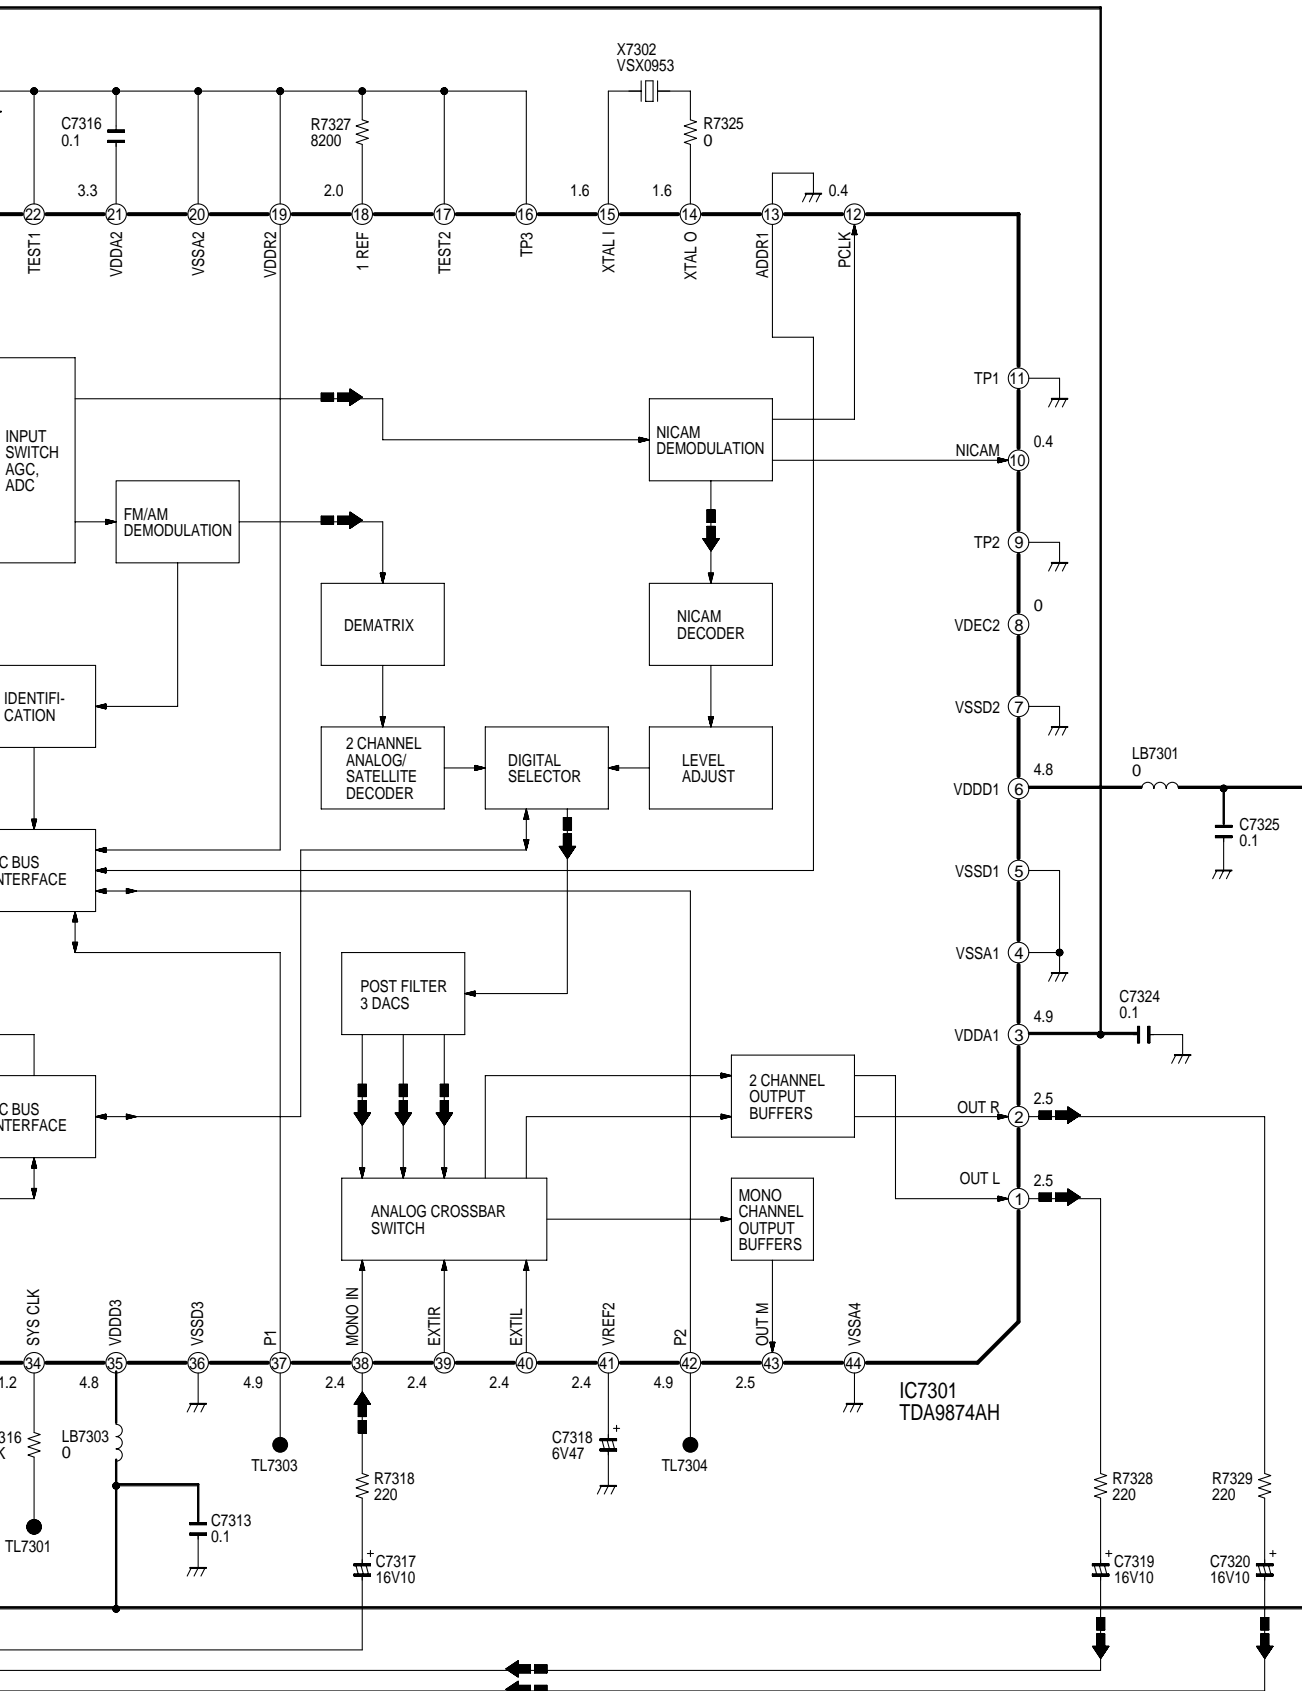 X7302
VSX0953
C7316
0.1
R7327
8200
R7325
0
3.3
2.0
1.6
1.6
0.4
22
21
20
19
18
17
16
15
14
13
12
TEST1
VDDA2
VSSA2
VDDR2
1 REF
TEST2
TP3
XTAL I
XTAL O
ADDR1
PCLK
TP1
11
INPUT
SWITCH
AGC,
ADC
NICAM
DEMODULATION
NICAM
10
0.4
FM/AM
DEMODULATION
TP2
9
DEMATRIX
NICAM
DECODER
VDEC2
8
0
IDENTIFI-
CATION
VSSD2
7
2 CHANNEL
ANALOG/
SATELLITE
DECODER
DIGITAL
SELECTOR
LEVEL
ADJUST
VDDD1
6
4.8
LB7301
0
C7325
0.1
C BUS
NTERFACE
VSSD1
5
VSSA1
4
POST FILTER
3 DACS
C7324
0.1
VDDA1
3
4.9
2 CHANNEL
OUTPUT
BUFFERS
C BUS
NTERFACE
OUT R
2
2.5
OUT L
1
2.5
ANALOG CROSSBAR
SWITCH
MONO
CHANNEL
OUTPUT
BUFFERS
SYS CLK
VDDD3
VSSD3
P1
MONO IN
EXTIR
EXTIL
VREF2
P2
OUT M
VSSA4
34
35
36
37
38
39
40
41
42
43
44
1.2
4.8
4.9
2.4
2.4
2.4
2.4
4.9
2.5
IC7301
TDA9874AH
316
K
LB7303
0
TL7303
C7318
6V47
+
TL7304
R7318
220
R7328
220
R7329
220
TL7301
C7313
0.1
+
C7317
16V10
+
C7319
16V10
C7320
16V10
+